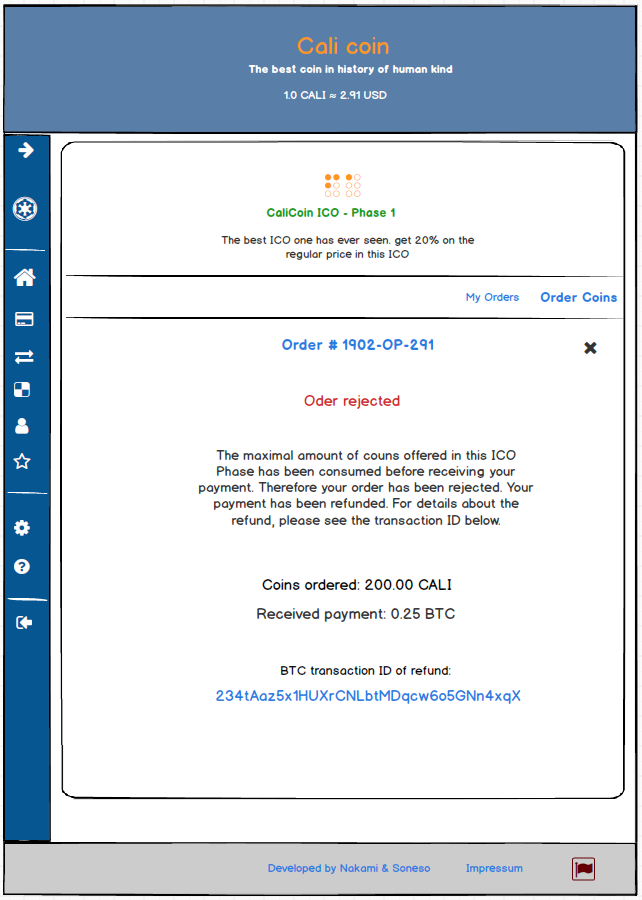 Cali coin
The best coin in history of human kind
1.0 CALI ≈ 2.91 USD
CaliCoin ICO - Phase 1
The best ICO one has ever seen. get 20% on the
regular price in this ICO
My Orders Order Coins
Order # 1902-OP-291
Oder rejected
The maximal amount of couns offered in this ICO
Phase has been consumed before receiving your
payment. Therefore your order has been rejected. Your
payment has been refunded. For details about the
refund, please see the transaction ID below.
Coins ordered: 200.00 CALI
Received payment: 0.25 BTC
BTC transaction ID of refund:
234tAaz5x1HUXrCNLbtMDqcw6o5GNn4xqX
Developed by Nakami & Soneso Impressum